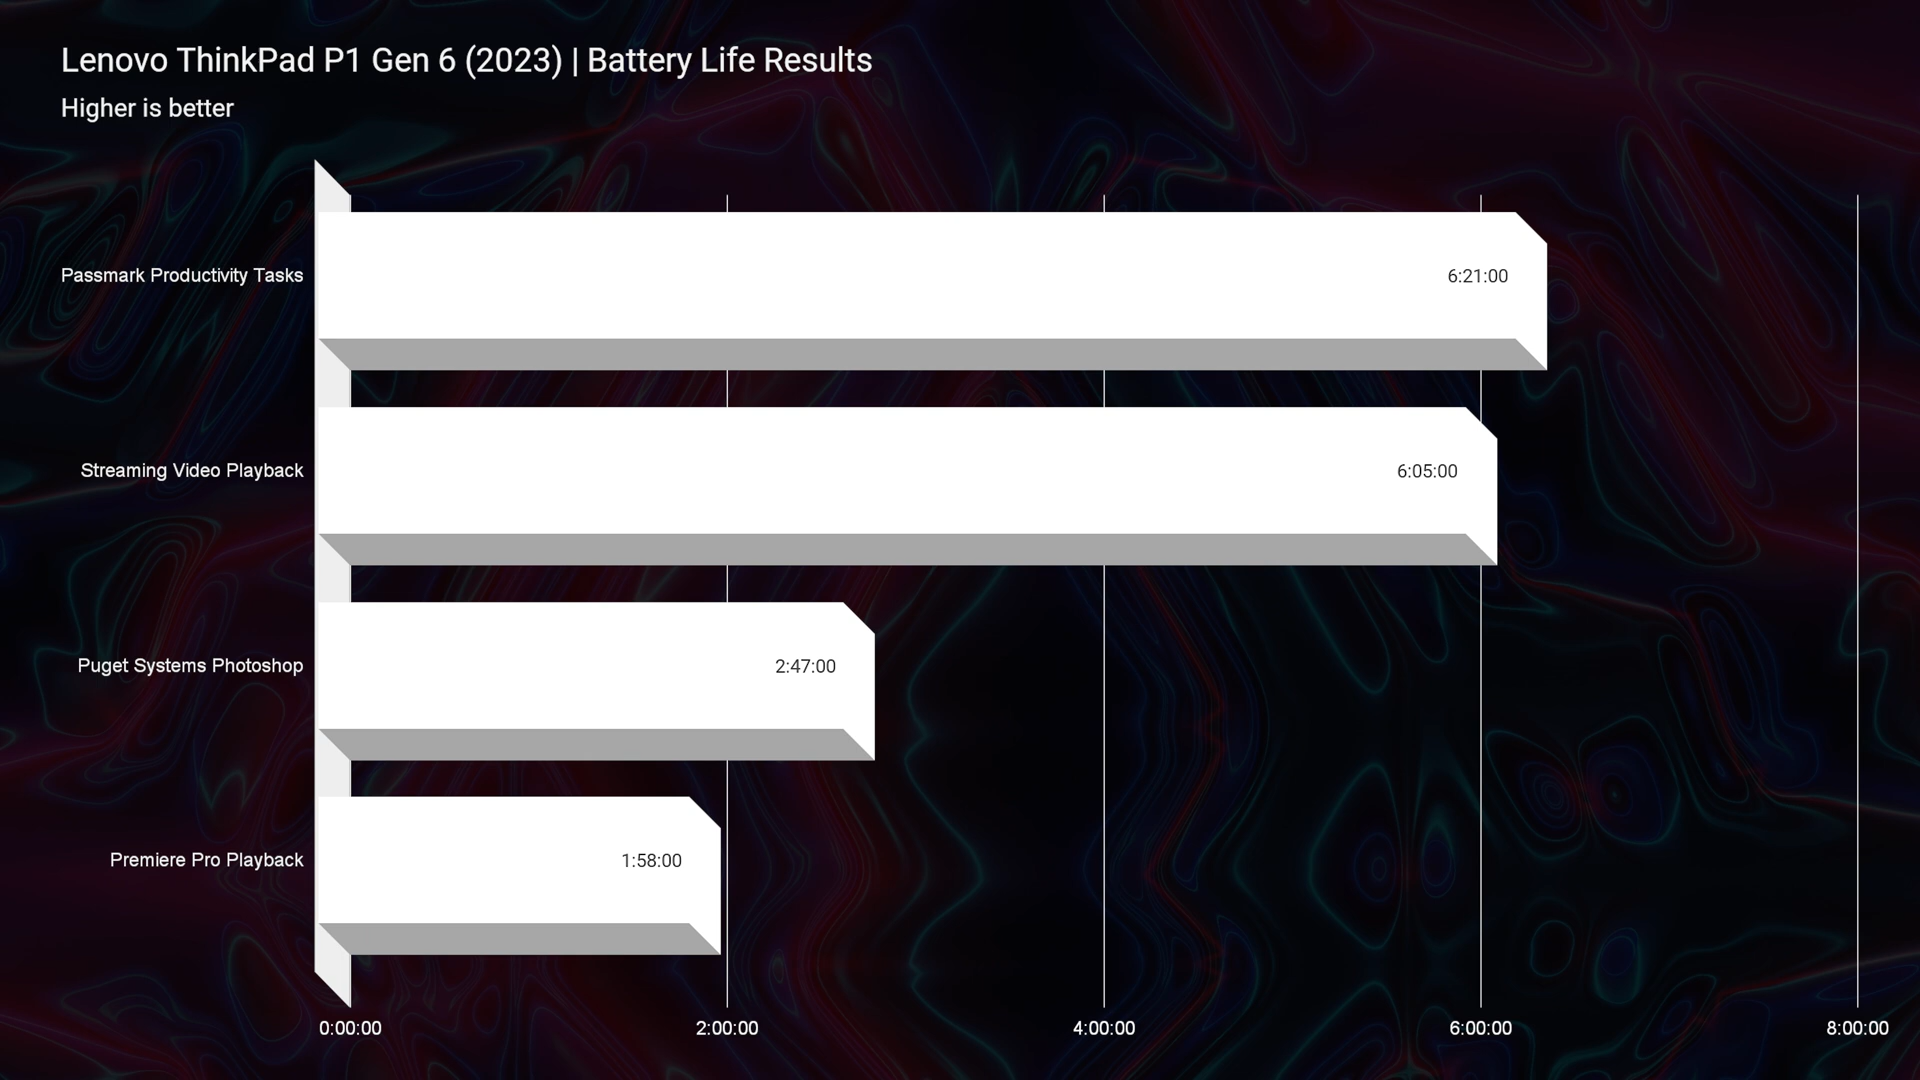 Lenovo ThinkPad P1 Gen 6 (2023) | Battery Life Results
Higher is better
Passmark Productivity Tasks
6:21:00
Streaming Video Playback
6:05:00
Puget Systems Photoshop
2:47:00
Premiere Pro Playback
1:58:00
0:00:00
2:00:00
4:00:00
6:00:00
8:00:00